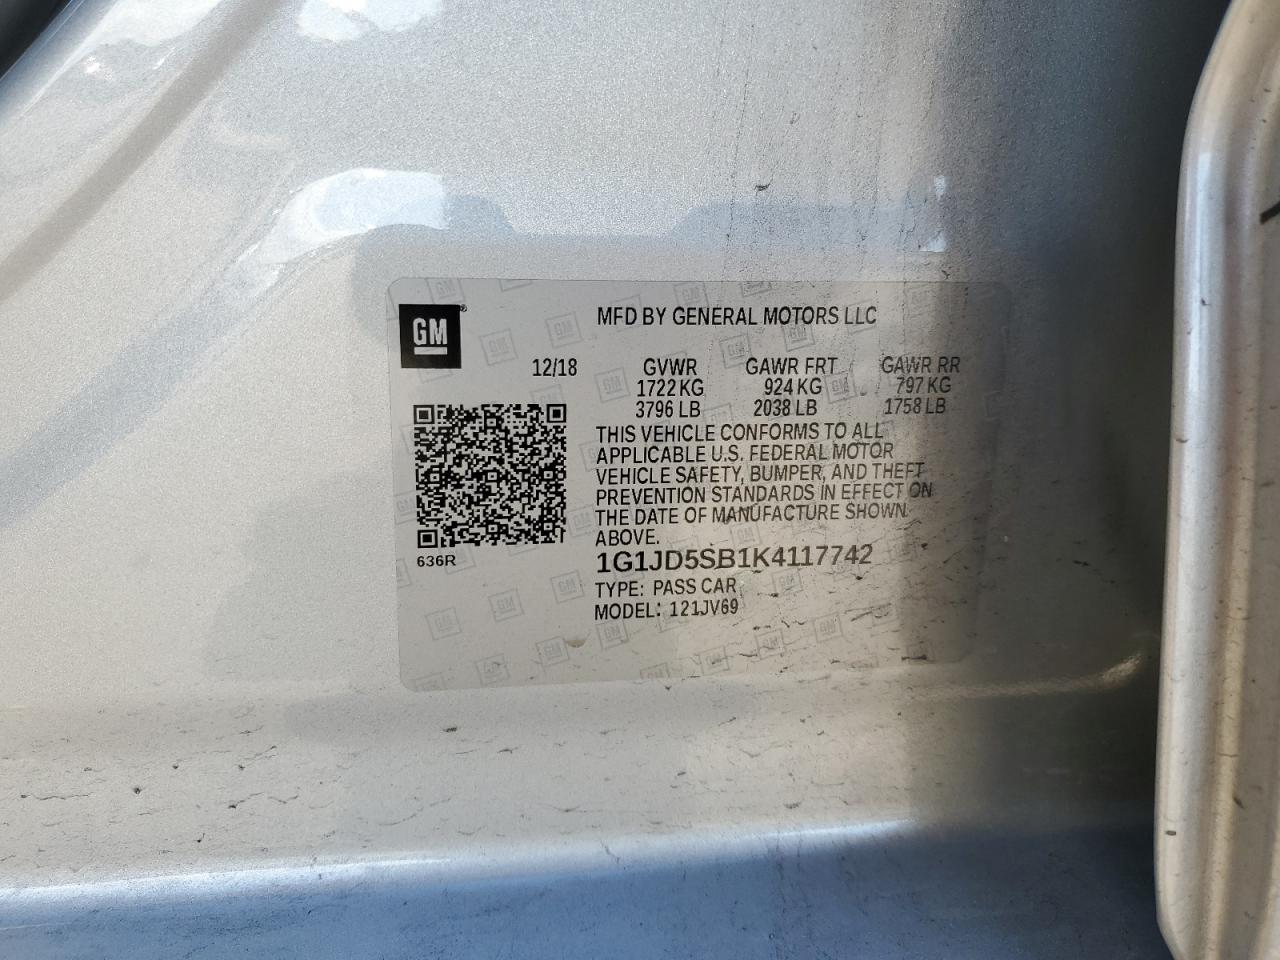 GM®
MFD BY GENERAL MOTORS LLC
12/18 GVWR GAWR FRT GAWR RR
1722 KG 924 KG 797 KG
3796 LB 2038 LB 1758 LB
THIS VEHICLE CONFORMS TO ALL
APPLICABLE U.S. FEDERAL MOTOR
VEHICLE SAFETY, BUMPER, AND THEFT
PREVENTION STANDARDS IN EFFECT ON
THE DATE OF MANUFACTURE SHOWN
ABOVE.
636R
1G1JD5SB1K4117742
TYPE: PASS CAR
MODEL: 121JV69